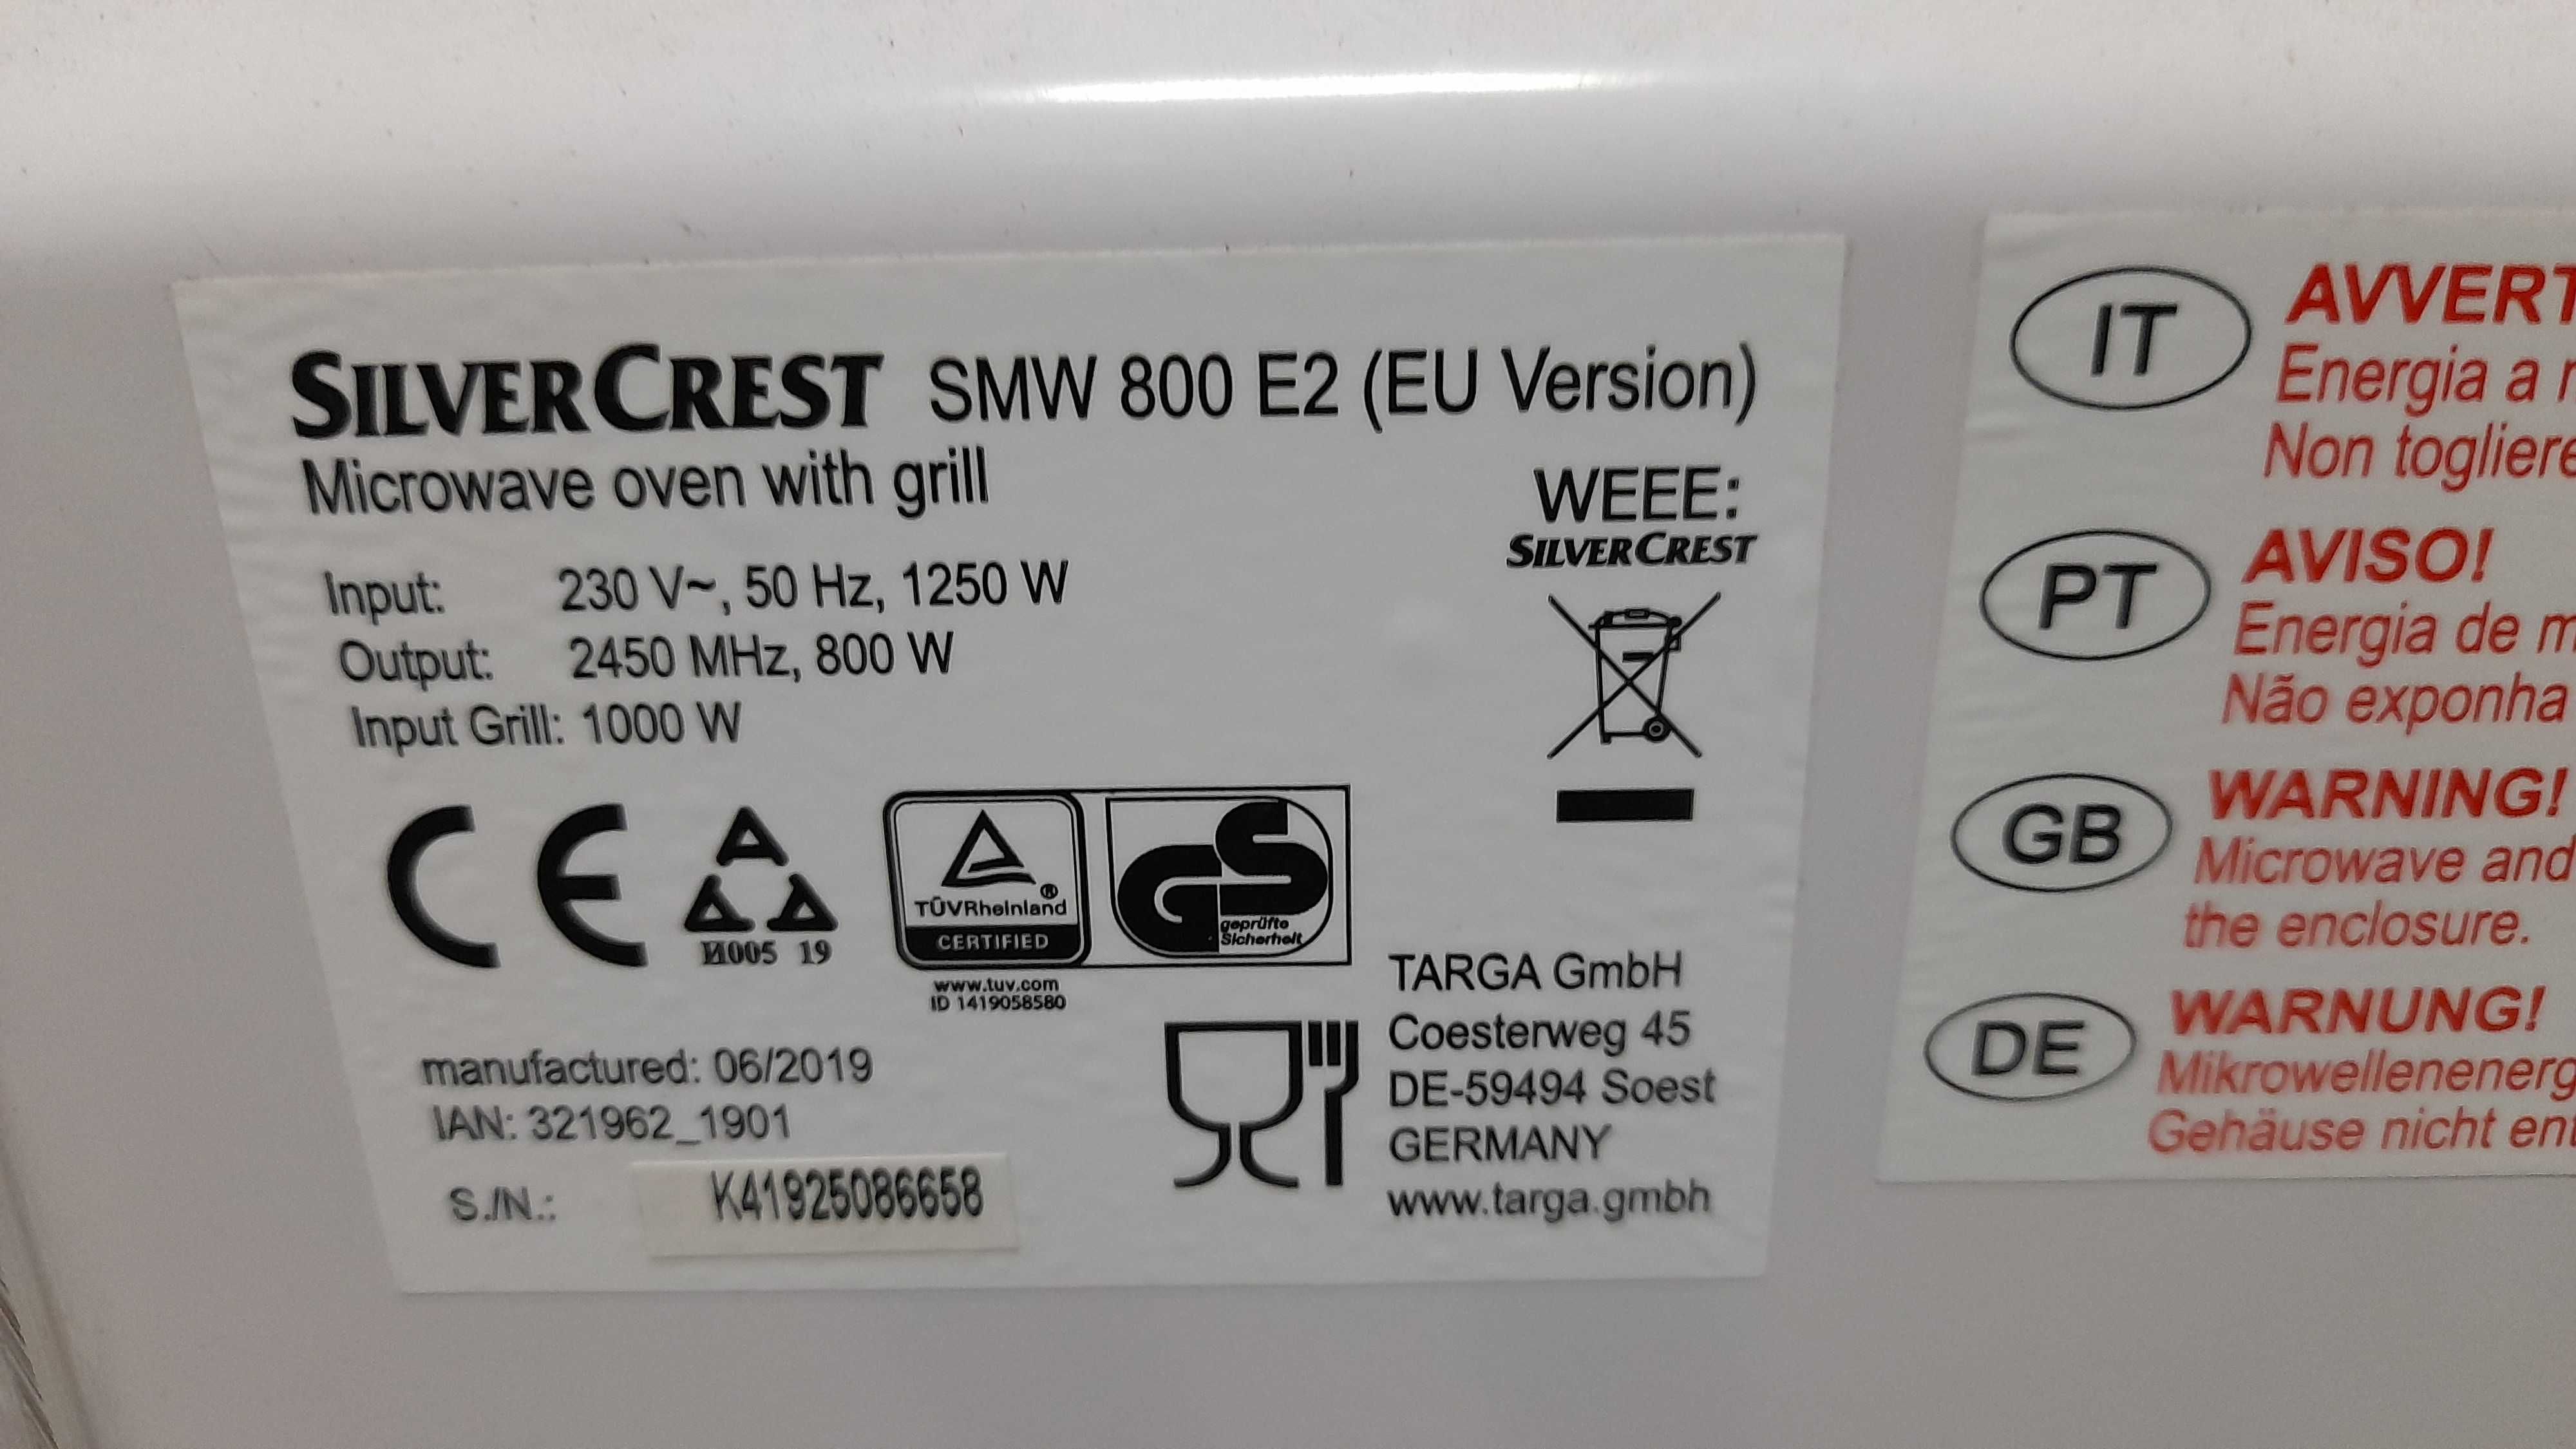 SILVERCREST SMW 800 E2 (EU Version)
Microwave oven with grill
Input: 230 V~, 50 Hz, 1250 W
Output: 2450 MHz, 800 W
Input Grill: 1000 W
WEEE:
SILVERCREST
CE
И005 19
TÜVRheinland ®
CERTIFIED
www.tuv.com
ID 1419058580
GS
geprüfte
Sicherheit
manufactured: 06/2019
IAN: 321962_1901
S./N.: K41925086658
TARGA GmbH
Coesterweg 45
DE-59494 Soest
GERMANY
www.targa.gmbh
IT
AVVERT
Energia a
Non togliere
PT
AVISO!
Energia de m
Não exponha
GB
WARNING!
Microwave and
the enclosure.
DE
WARNUNG!
Mikrowellenenerg
Gehäuse nicht ent